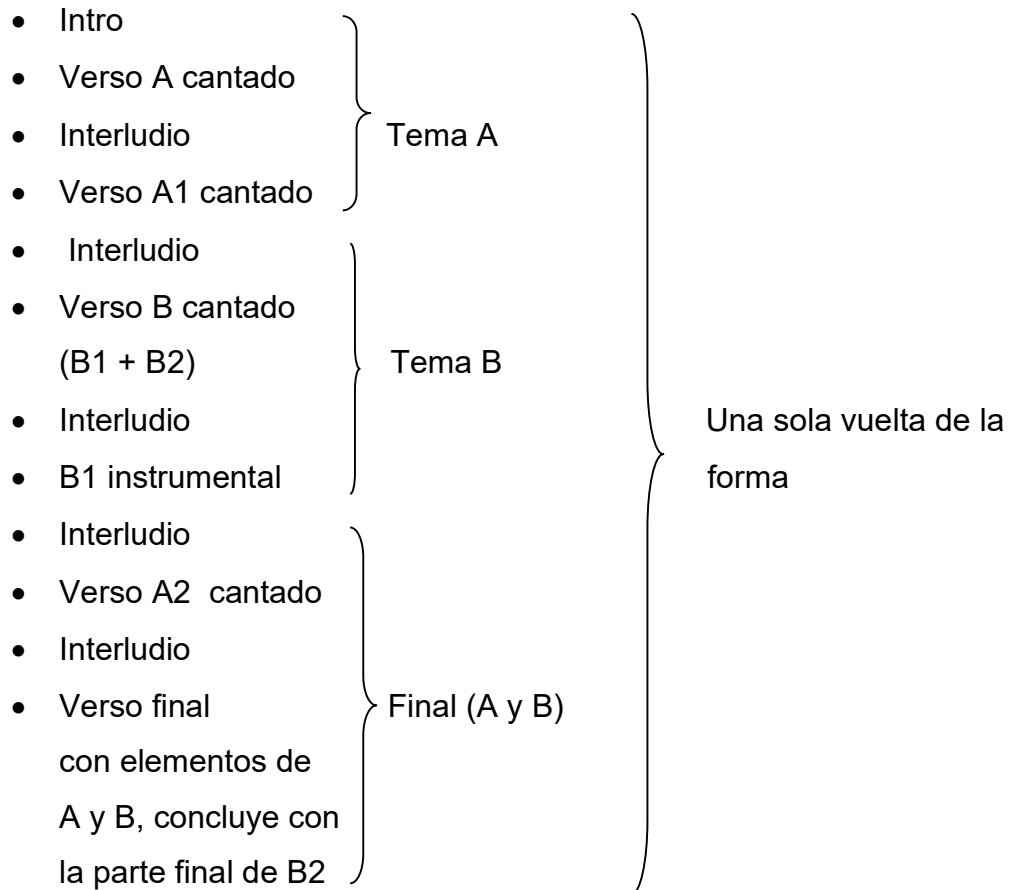 • Intro
• Verso A cantado
• Interludio
Tema A
• Verso A1 cantado
• Interludio
• Verso B cantado
(B1 + B2)
Tema B
• Interludio
Una sola vuelta de la
• B1 instrumental
forma
• Interludio
• Verso A2 cantado
• Interludio
• Verso final
Final (A y B)
con elementos de
A y B, concluye con
la parte final de B2